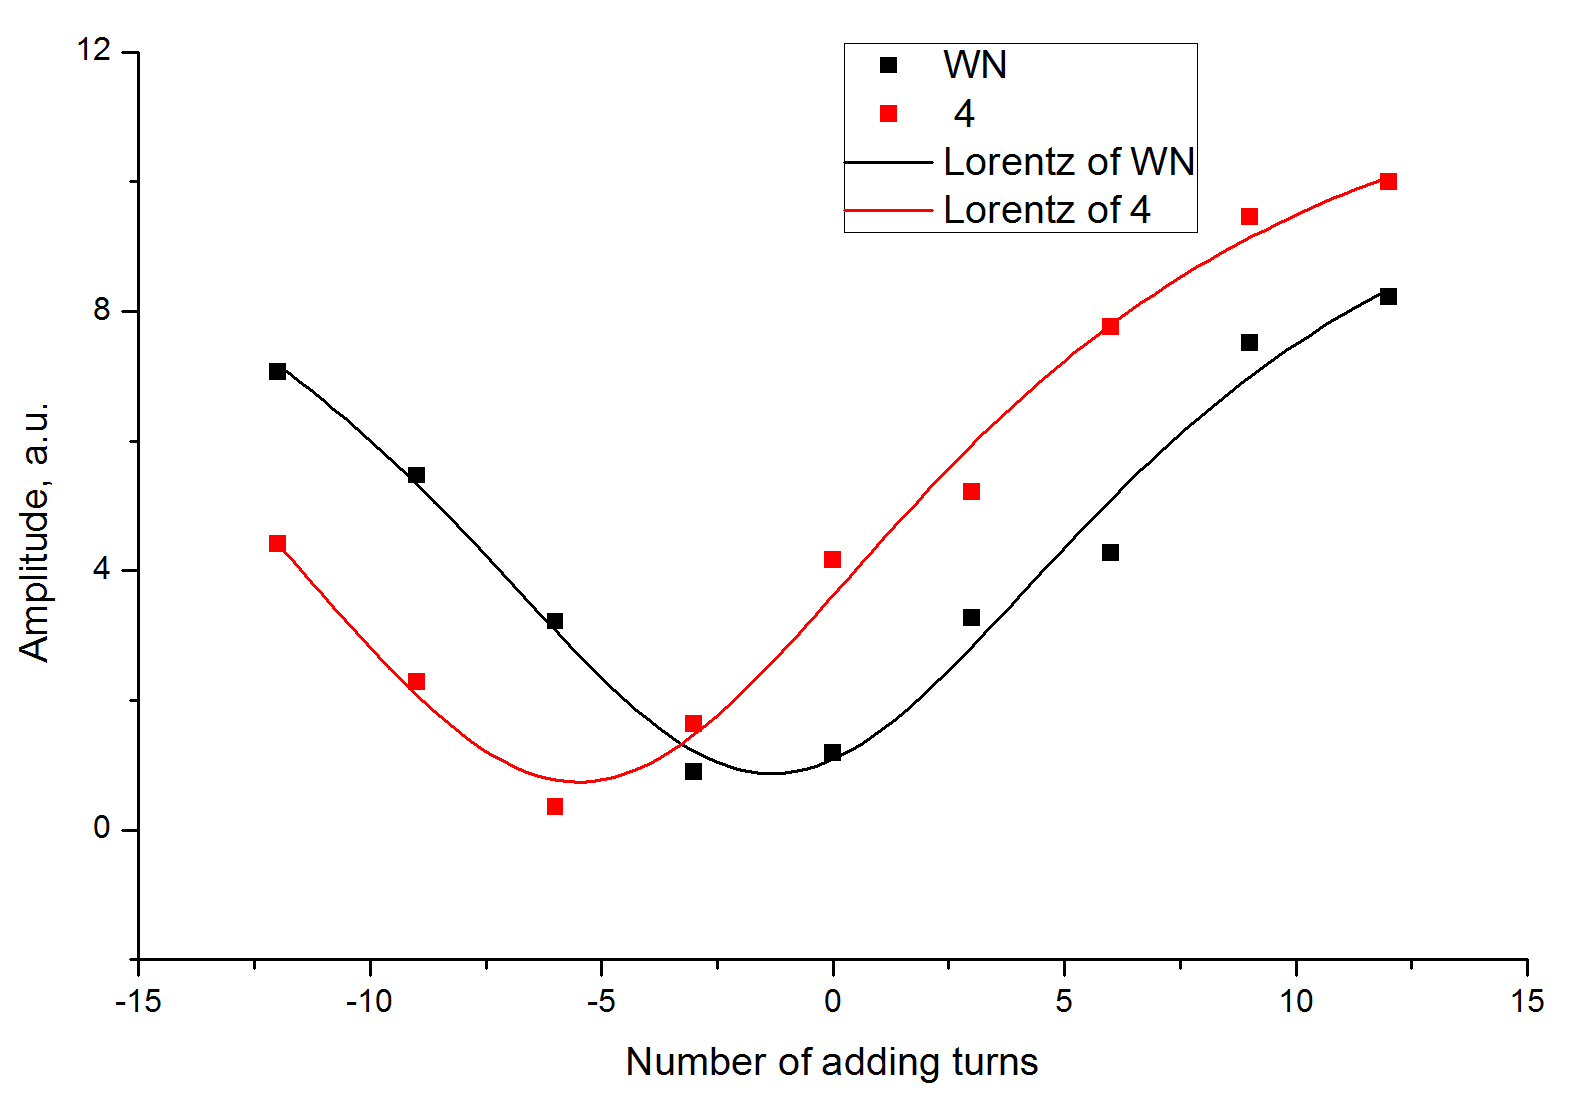 12
8
4
0
Amplitude, a.u.
WN
4
Lorentz of WN
Lorentz of 4
-15 -10 -5 0 5 10 15
Number of adding turns